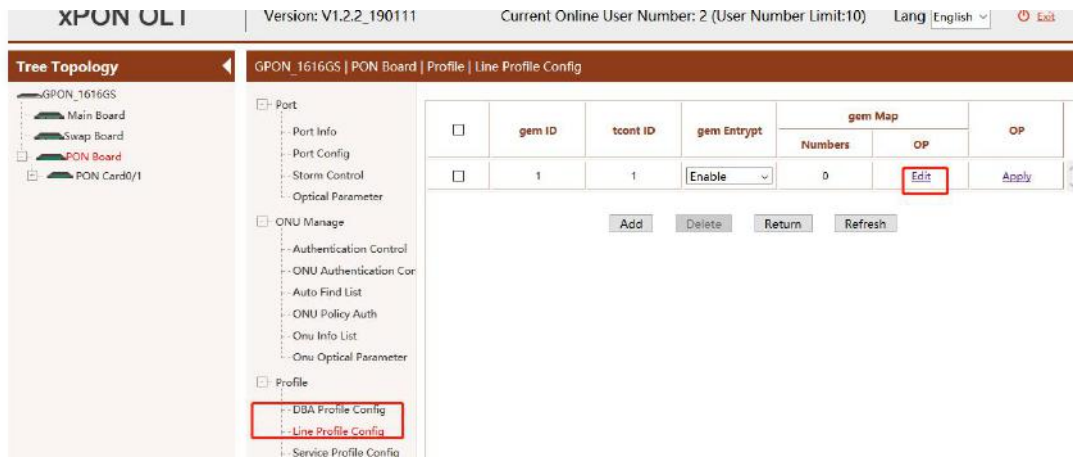 xPON OLT
Version: V1.2.2_190111
Current Online User Number: 2 (User Number Limit:10)
Lang English
Exit
Tree Topology
GPON_1616GS
Main Board
Swap Board
PON Board
PON Card0/1
GPON_1616GS | PON Board | Profile | Line Profile Config
Port
Port Info
Port Config
Storm Control
Optical Parameter
ONU Manage
Authentication Control
ONU Authentication Cor
Auto Find List
ONU Policy Auth
Onu Info List
Onu Optical Parameter
Profile
DBA Profile Config
Line Profile Config
Service Profile Config
gem ID
tcont ID
gem Entrypt
gem Map
Numbers
OP
OP
1
1
Enable
0
Edit
Apply
Add
Delete
Return
Refresh